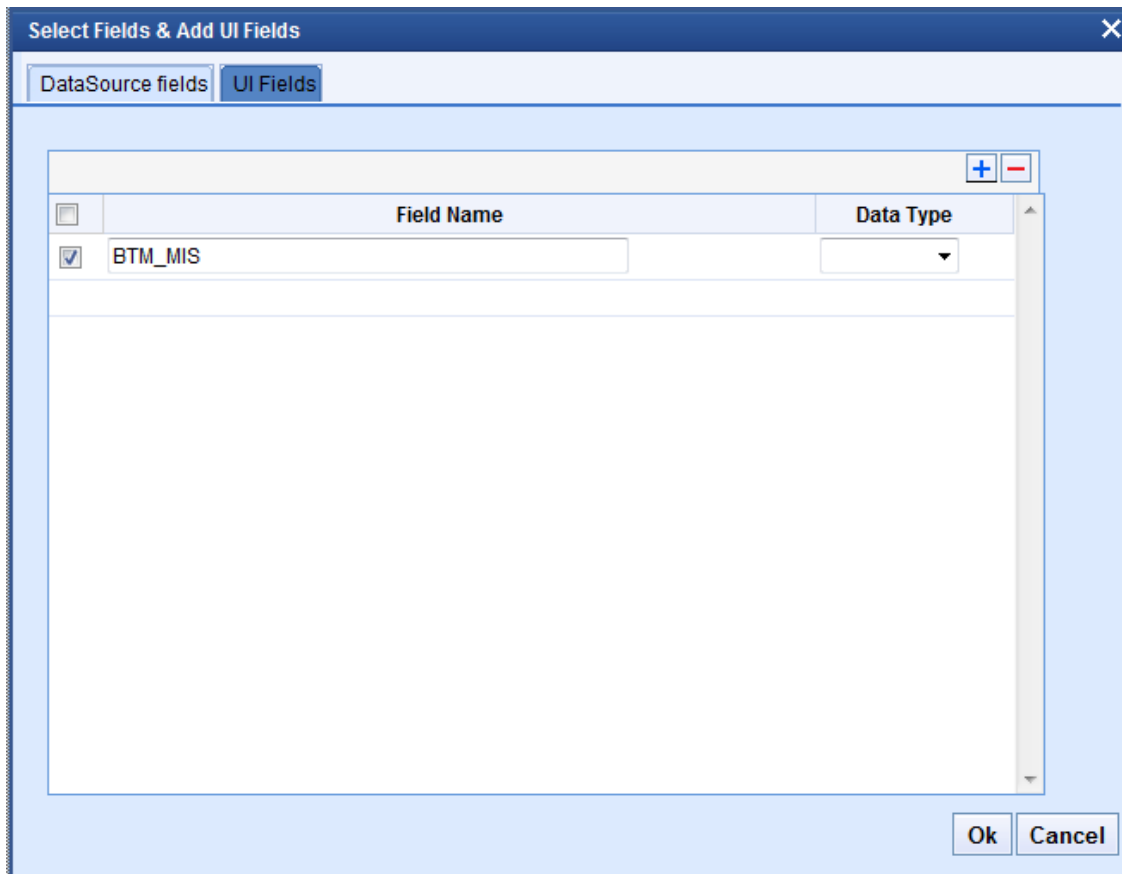 Select Fields & Add UI Fields
DataSource fields UI Fields
Field Name Data Type
BTM_MIS
Ok Cancel